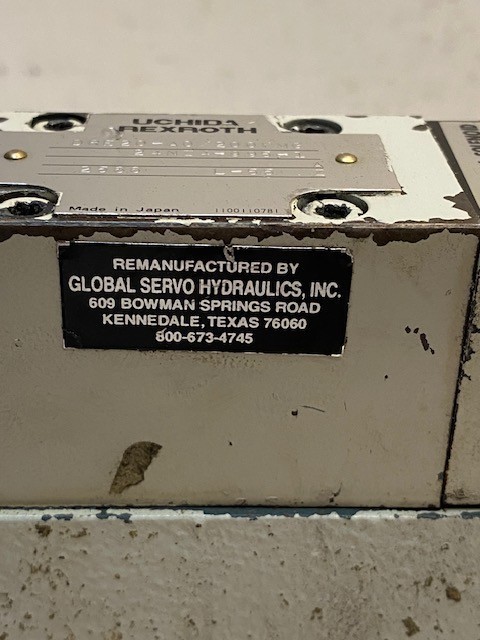 UCHIDA
REXROTH
Made in Japan 1100110781
REMANUFACTURED BY
GLOBAL SERVO HYDRAULICS, INC.
609 BOWMAN SPRINGS ROAD
KENNEDALE, TEXAS 76060
800-673-4745